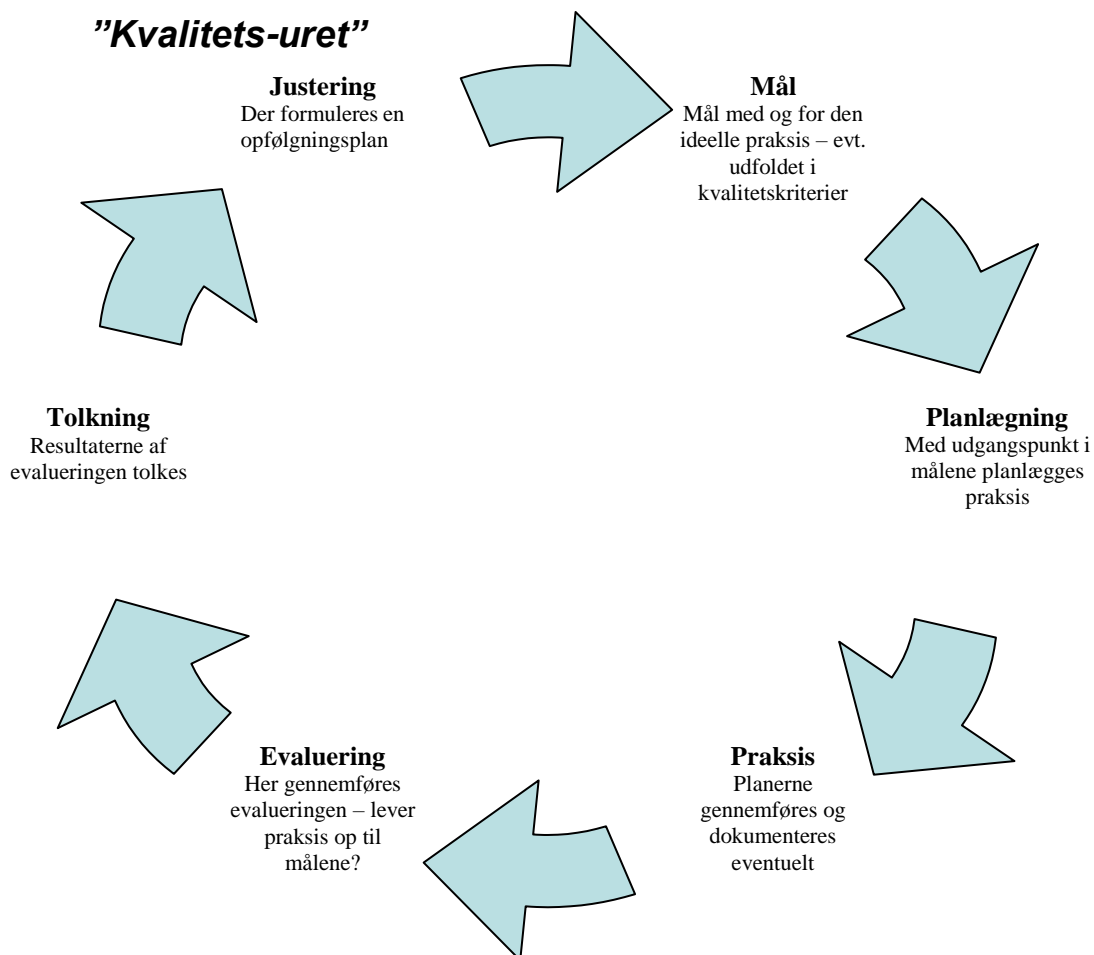 ”Kvalitets-uret”
Justering
Der formuleres en
opfølgningsplan
Mål
Mål med og for den
ideelle praksis – evt.
udfoldet i
kvalitetskriterier
Planlægning
Med udgangspunkt i
målene planlægges
praksis
Praksis
Planerne
gennemføres og
dokumenteres
eventuelt
Evaluering
Her gennemføres
evalueringen – lever
praksis op til
målene?
Tolkning
Resultaterne af
evalueringen tolkes